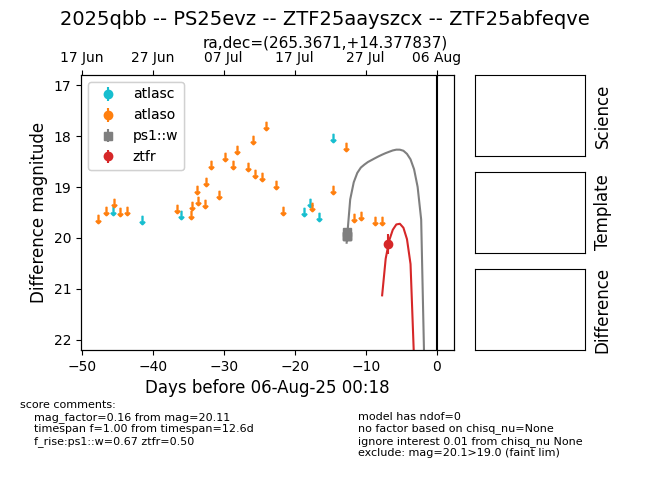 2025qbb -- PS25evz -- ZTF25aayszcx -- ZTF25abfeqve
ra,dec=(265.3671,+14.377837)
17 Jun 27 Jun 07 Jul 17 Jul 27 Jul 06 Aug
atlasc
atlaso
ps1::w
ztfr
17
18
19
20
21
22
Difference magnitude
−50 −40 −30 −20 −10 0
Days before 06-Aug-25 00:18
Science
Template
Difference
score comments:
mag_factor=0.16 from mag=20.11
timespan f=1.00 from timespan=12.6d
f_rise:ps1::w=0.67 ztfr=0.50
model has ndof=0
no factor based on chisq_nu=None
ignore interest 0.01 from chisq_nu None
exclude: mag=20.1>19.0 (faint lim)